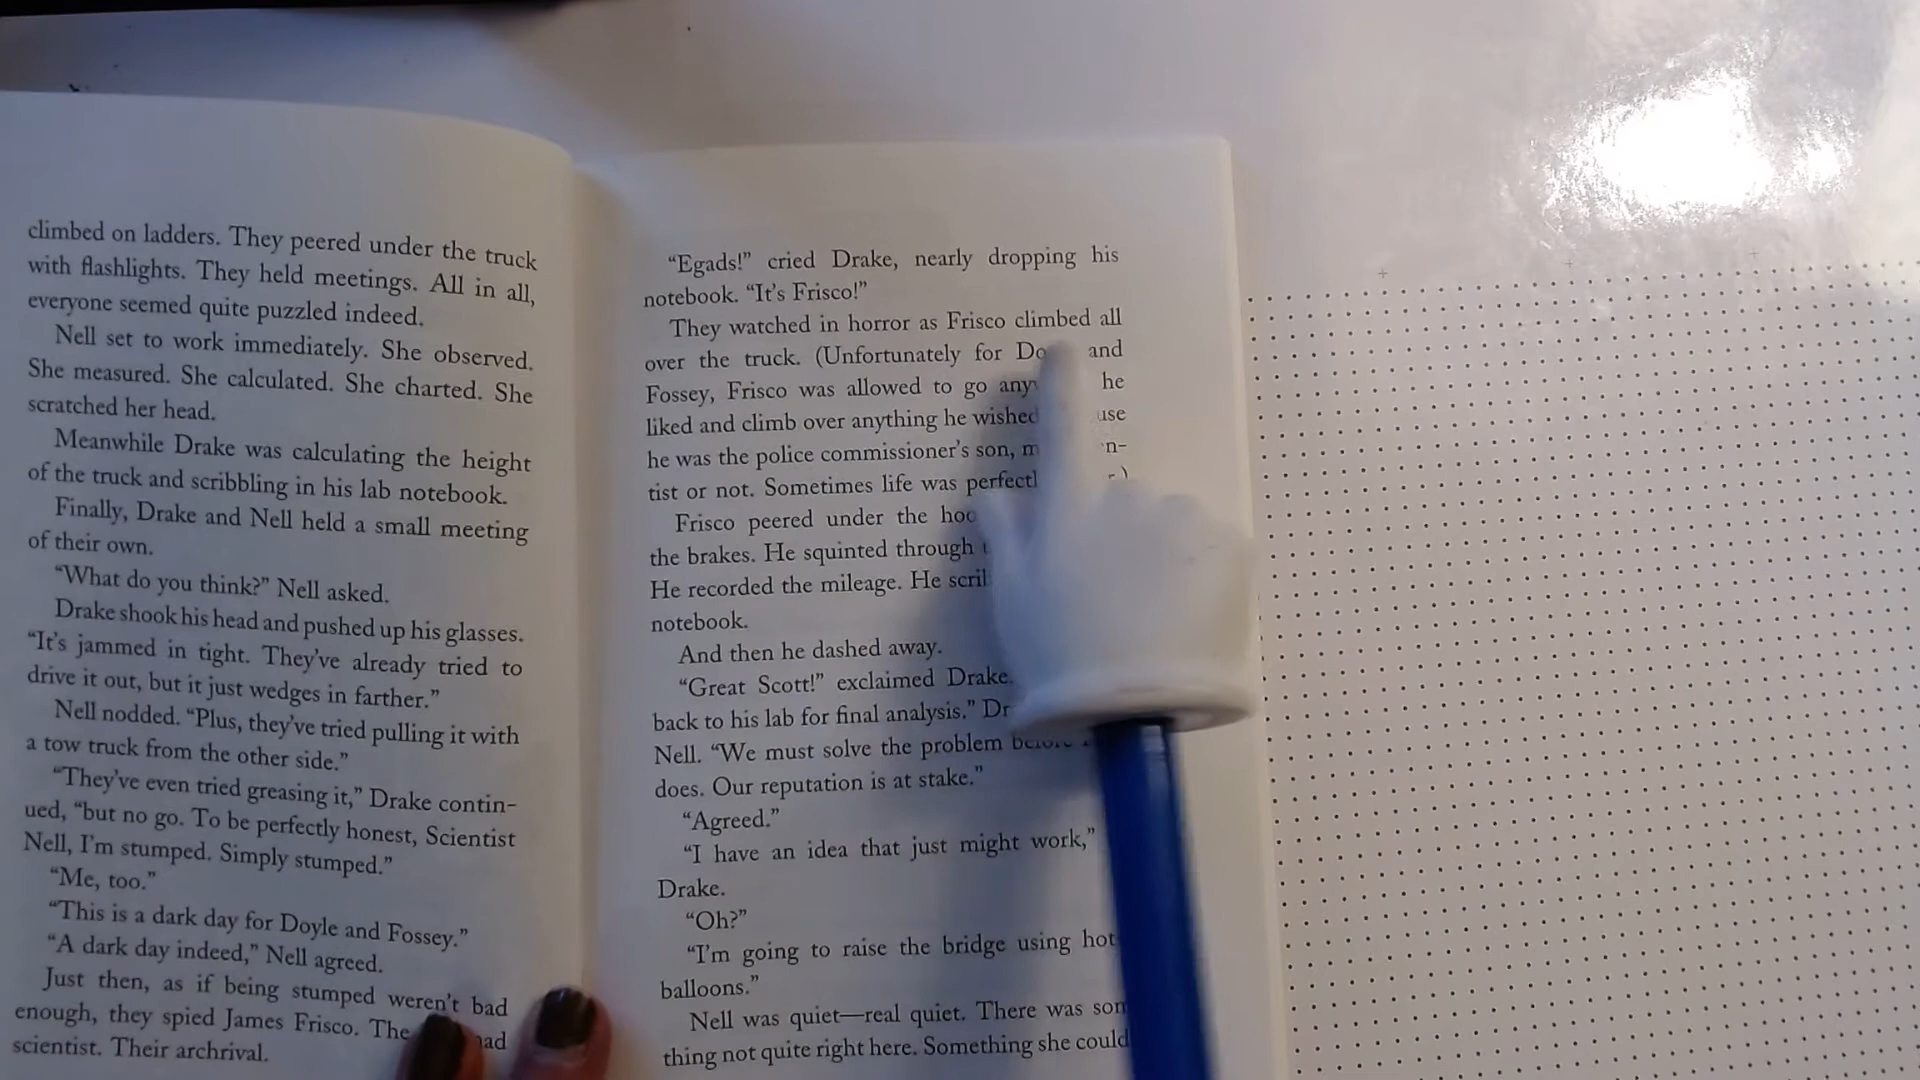 climbed on ladders. They peered under the truck
with flashlights. They held meetings. All in all,
everyone seemed quite puzzled indeed.
Nell set to work immediately. She observed.
She measured. She calculated. She charted. She
scratched her head.
Meanwhile Drake was calculating the height
of the truck and scribbling in his lab notebook.
Finally, Drake and Nell held a small meeting
of their own.
“What do you think?” Nell asked.
Drake shook his head and pushed up his glasses.
“It’s jammed in tight. They’ve already tried to
drive it out, but it just wedges in farther.”
Nell nodded. “Plus, they’ve tried pulling it with
a tow truck from the other side.”
“They’ve even tried greasing it,” Drake contin-
ued, “but no go. To be perfectly honest, Scientist
Nell, I’m stumped. Simply stumped.”
“Me, too.”
“This is a dark day for Doyle and Fossey.”
“A dark day indeed,” Nell agreed.
Just then, as if being stumped weren’t bad
enough, they spied James Frisco. The
scientist. Their archrival.
“Egads!” cried Drake, nearly dropping his
notebook. “It’s Frisco!”
They watched in horror as Frisco climbed all
over the truck. (Unfortunately for and
Fossey, Frisco was allowed to go he
liked and climb over anything he wished
he was the police commissioner’s son,
tist or not. Sometimes life was
Frisco peered under the
the brakes. He squinted through
He recorded the mileage. He
notebook.
And then he dashed away.
“Great Scott!” exclaimed Drake.
back to his lab for final analysis.”
Nell. “We must solve the problem
does. Our reputation is at stake.”
“Agreed.”
“I have an idea that just might work,”
Drake.
“Oh?”
“I’m going to raise the bridge using hot
balloons.”
Nell was quiet—real quiet. There was
thing not quite right here. Something she could